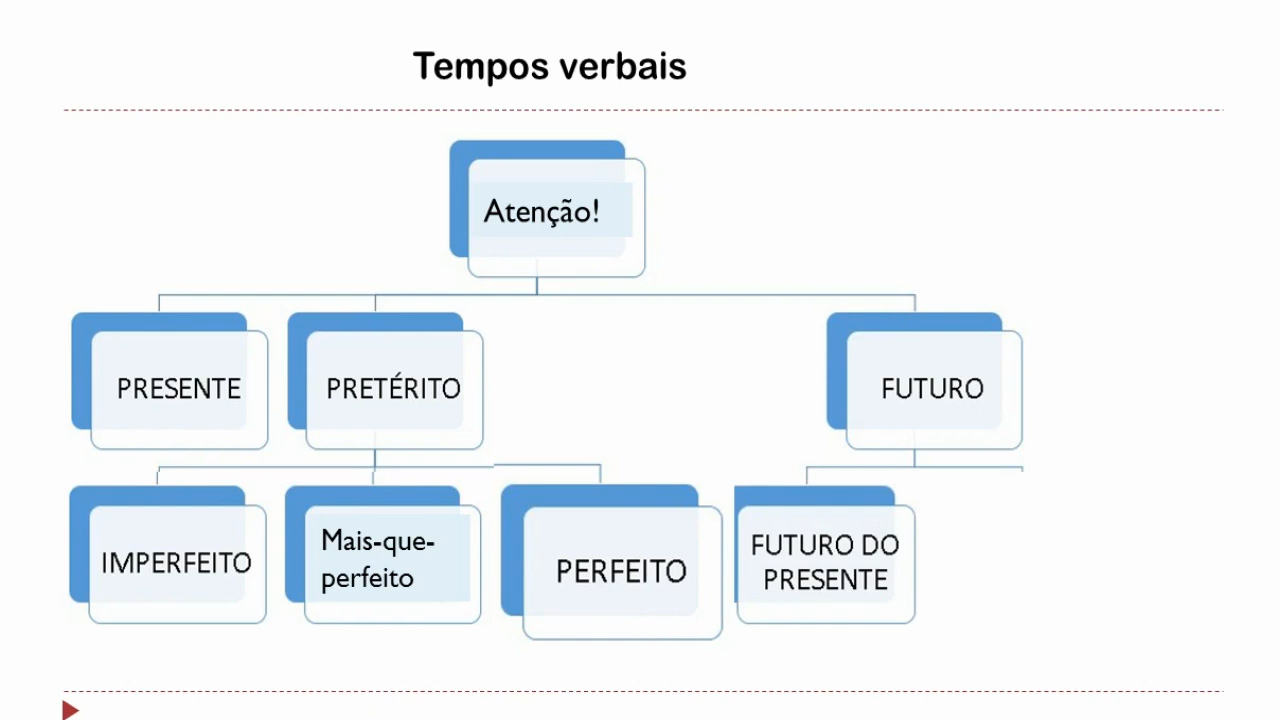 Tempos verbais
Atenção!
PRESENTE
PRETÉRITO
FUTURO
IMPERFEITO
Mais-que-
perfeito
PERFEITO
FUTURO DO
PRESENTE